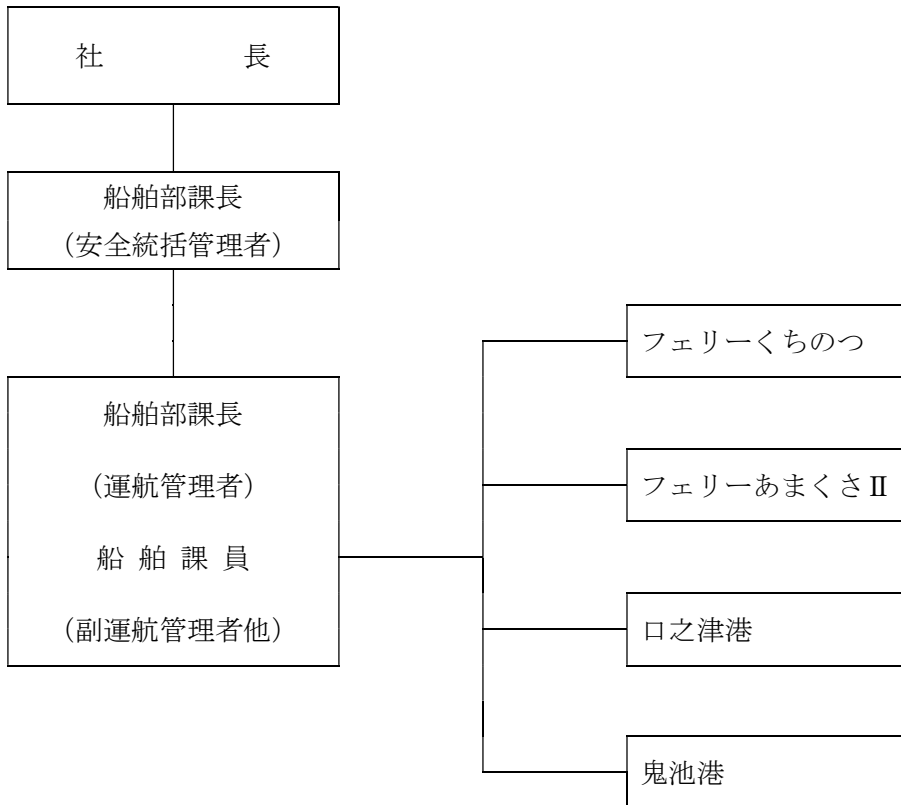 社　　　　　長
船舶部課長
（安全統括管理者）
船舶部課長
（運航管理者）
船 舶 課 員
（副運航管理者他）
フェリーくちのつ
フェリーあまくさⅡ
口之津港
鬼池港